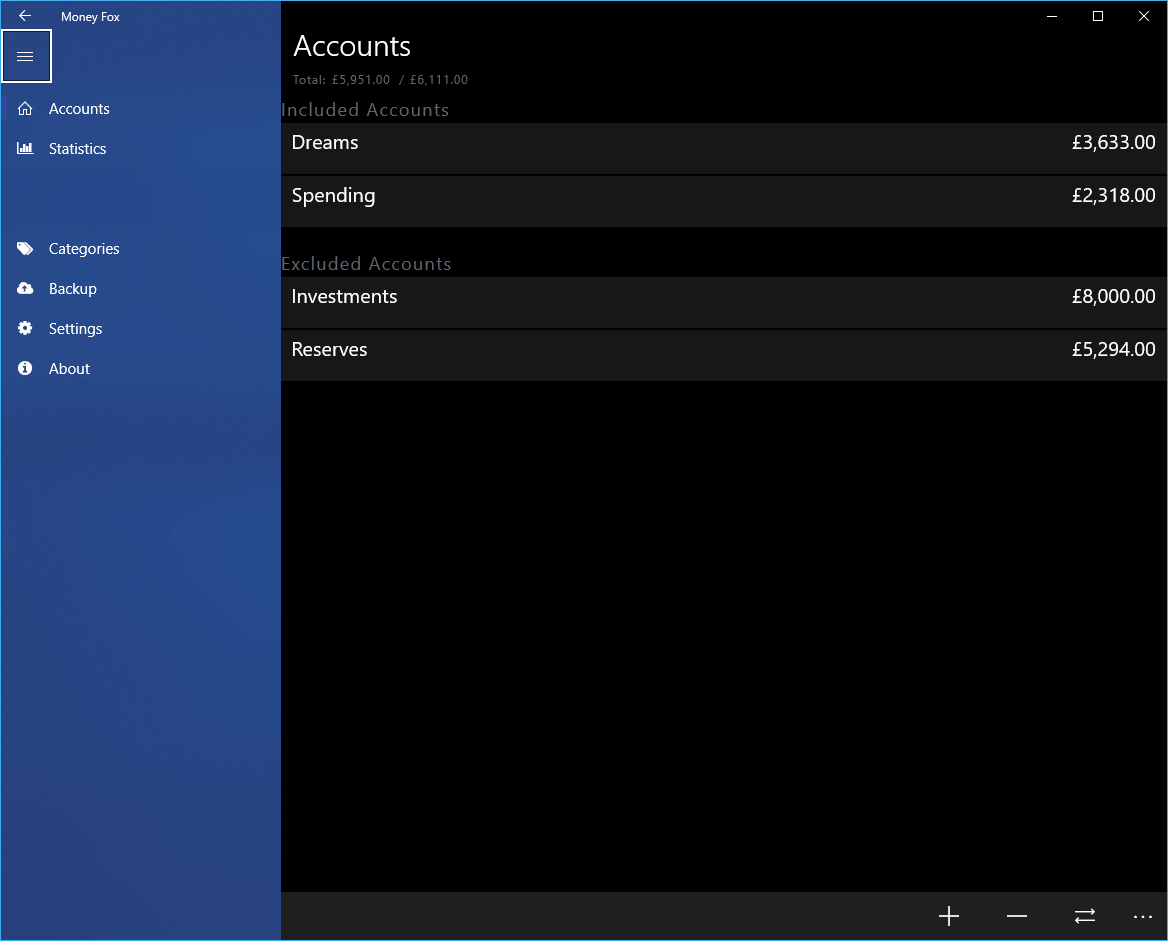 Money Fox
Accounts
Statistics
Categories
Backup
Settings
About
Accounts
Total: £5,951.00 / £6,111.00
Included Accounts
Dreams £3,633.00
Spending £2,318.00
Excluded Accounts
Investments £8,000.00
Reserves £5,294.00